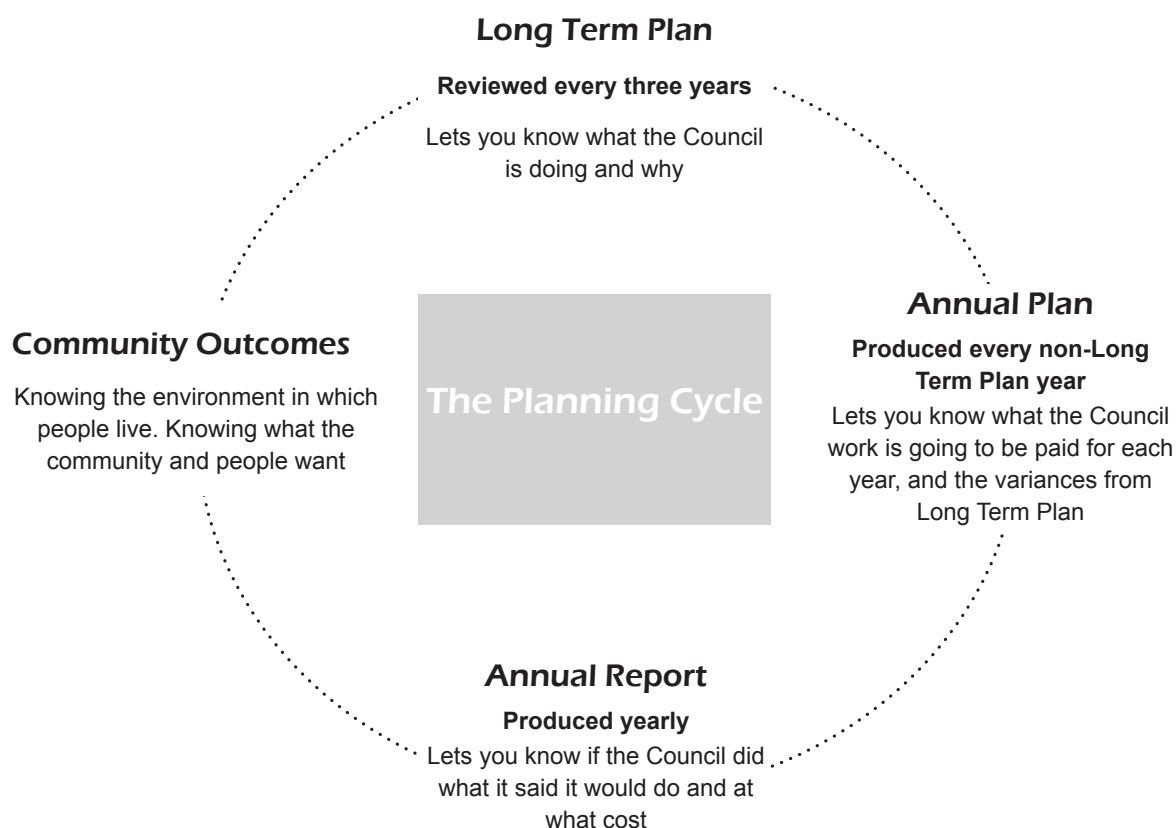 Long Term Plan
Reviewed every three years
Lets you know what the Council
is doing and why
Annual Plan
Produced every non-Long
Term Plan year
Lets you know what the Council
work is going to be paid for each
year, and the variances from
Long Term Plan
Community Outcomes
Knowing the environment in which
people live. Knowing what the
community and people want
The Planning Cycle
Annual Report
Produced yearly
Lets you know if the Council did
what it said it would do and at
what cost